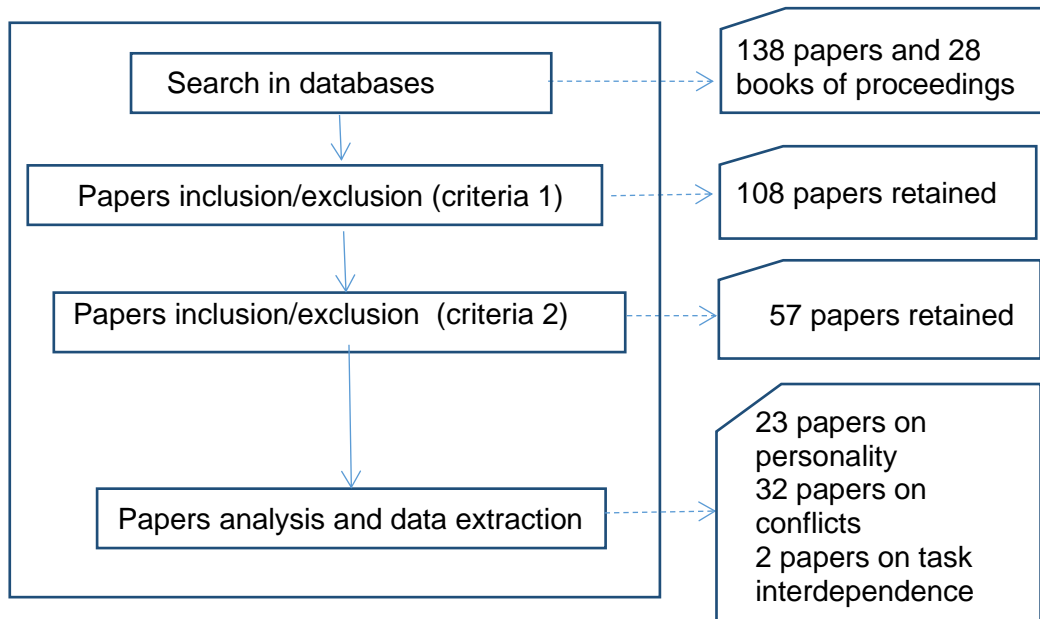 Search in databases
138 papers and 28
books of proceedings
Papers inclusion/exclusion (criteria 1)
108 papers retained
Papers inclusion/exclusion (criteria 2)
57 papers retained
Papers analysis and data extraction
23 papers on
personality
32 papers on
conflicts
2 papers on task
interdependence